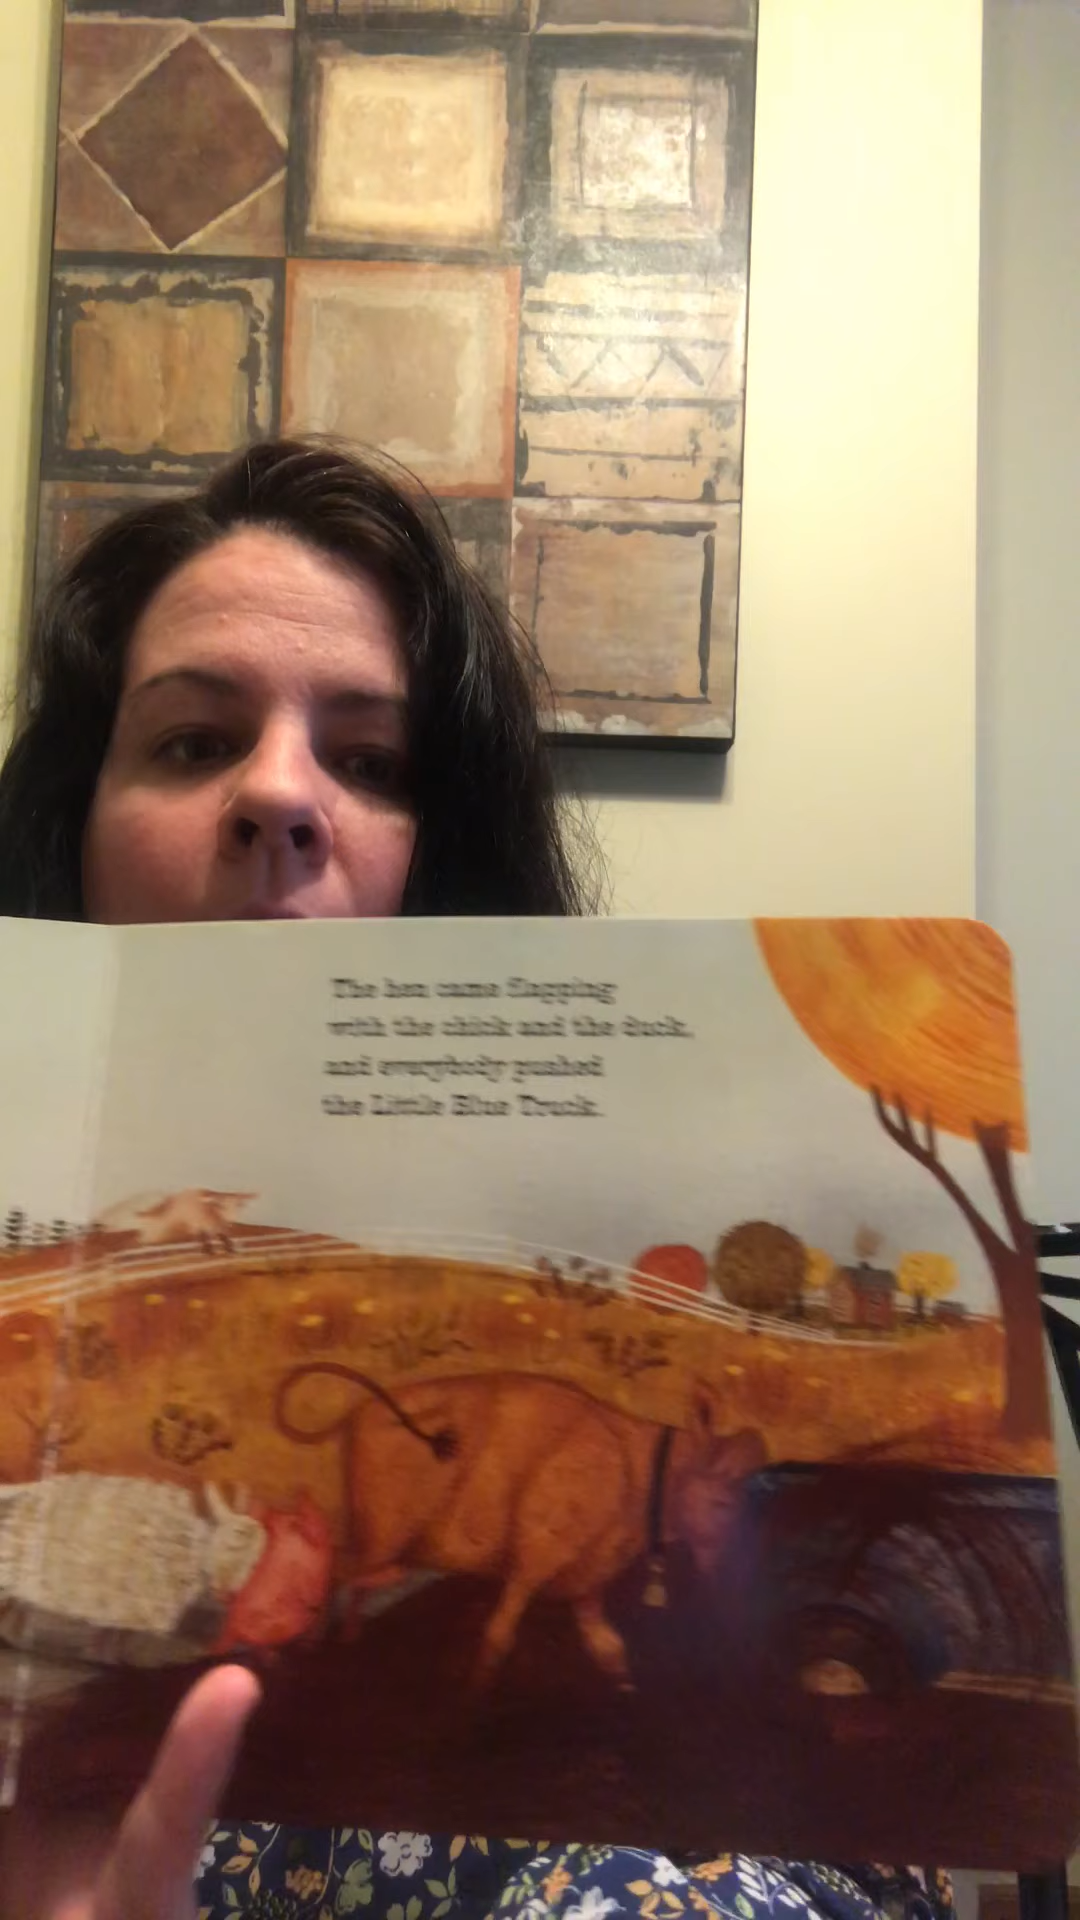 The hen came flapping
with the chick and the duck,
and everybody pushed
the Little Blue Truck.